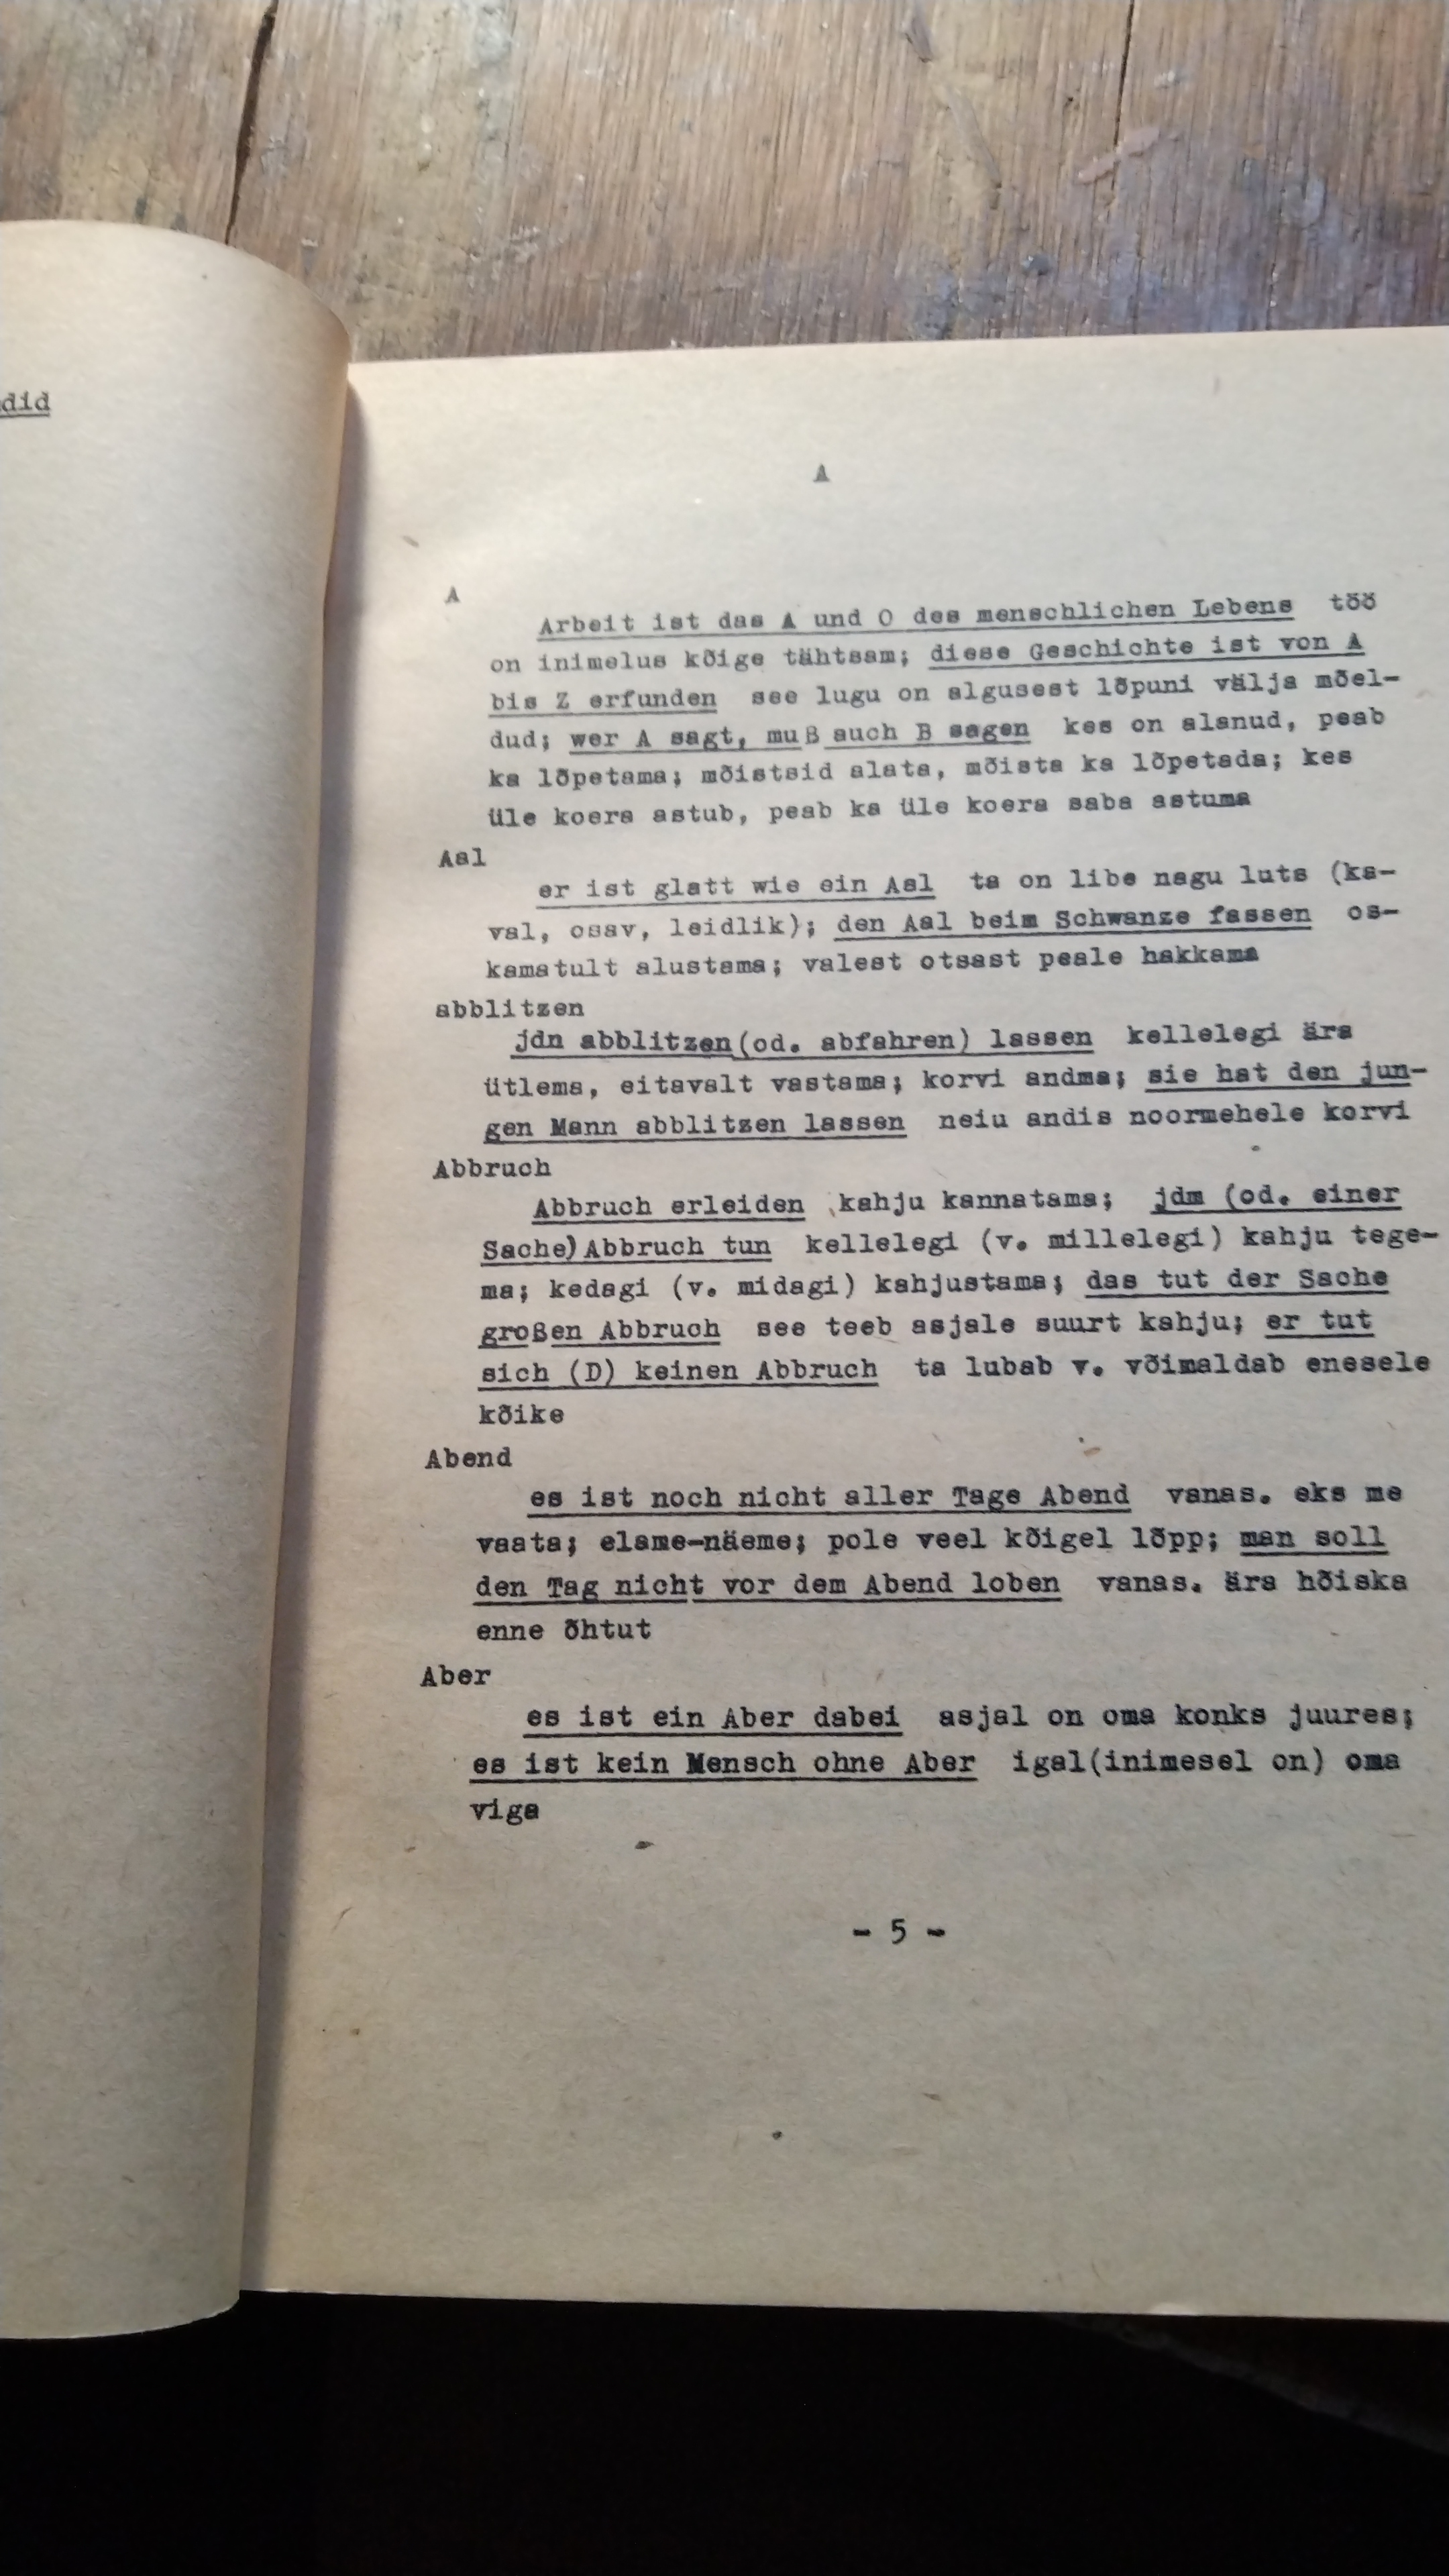 did
A
A
Arbeit ist das A und O des menschlichen Lebens töö
on inimelus kõige tähtsam; diese Geschichte ist von A
bis Z erfunden see lugu on algusest lõpuni välja mõel-
dud; wer A sagt, muß auch B sagen kes on alanud, peab
ka lõpetama; mõistsid alata, mõista ka lõpetada; kes
üle koera astub, peab ka üle koera saba astuma
Aal
er ist glatt wie ein Aal ta on libe nagu luts (ka-
val, osav, leidlik); den Aal beim Schwanze fassen os-
kamatult alustama; valest otsast peale hakkama
abblitzen
jdn abblitzen(od. abfahren) lassen kellelegi ära
ütlema, eitavalt vastama; korvi andma; sie hat den jun-
gen Mann abblitzen lassen neiu andis noormehele korvi
Abbruch
Abbruch erleiden kahju kannatama; jdm (od. einer
Sache)Abbruch tun kellelegi (v. millelegi) kahju tege-
ma; kedagi (v. midagi) kahjustama; das tut der Sache
großen Abbruch see teeb asjale suurt kahju; er tut
sich (D) keinen Abbruch ta lubab v. võimaldab enesele
kõike
Abend
es ist noch nicht aller Tage Abend vanas. eks me
vaata; elame-näeme; pole veel kõigel lõpp; man soll
den Tag nicht vor dem Abend loben vanas. ära hõiska
enne õhtut
Aber
es ist ein Aber dabei asjal on oma konks juures;
es ist kein Mensch ohne Aber igal(inimesel on) oma
viga
- 5 -